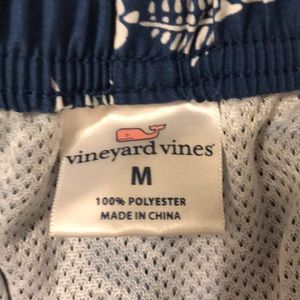 vineyard vines®
M
100% POLYESTER
MADE IN CHINA